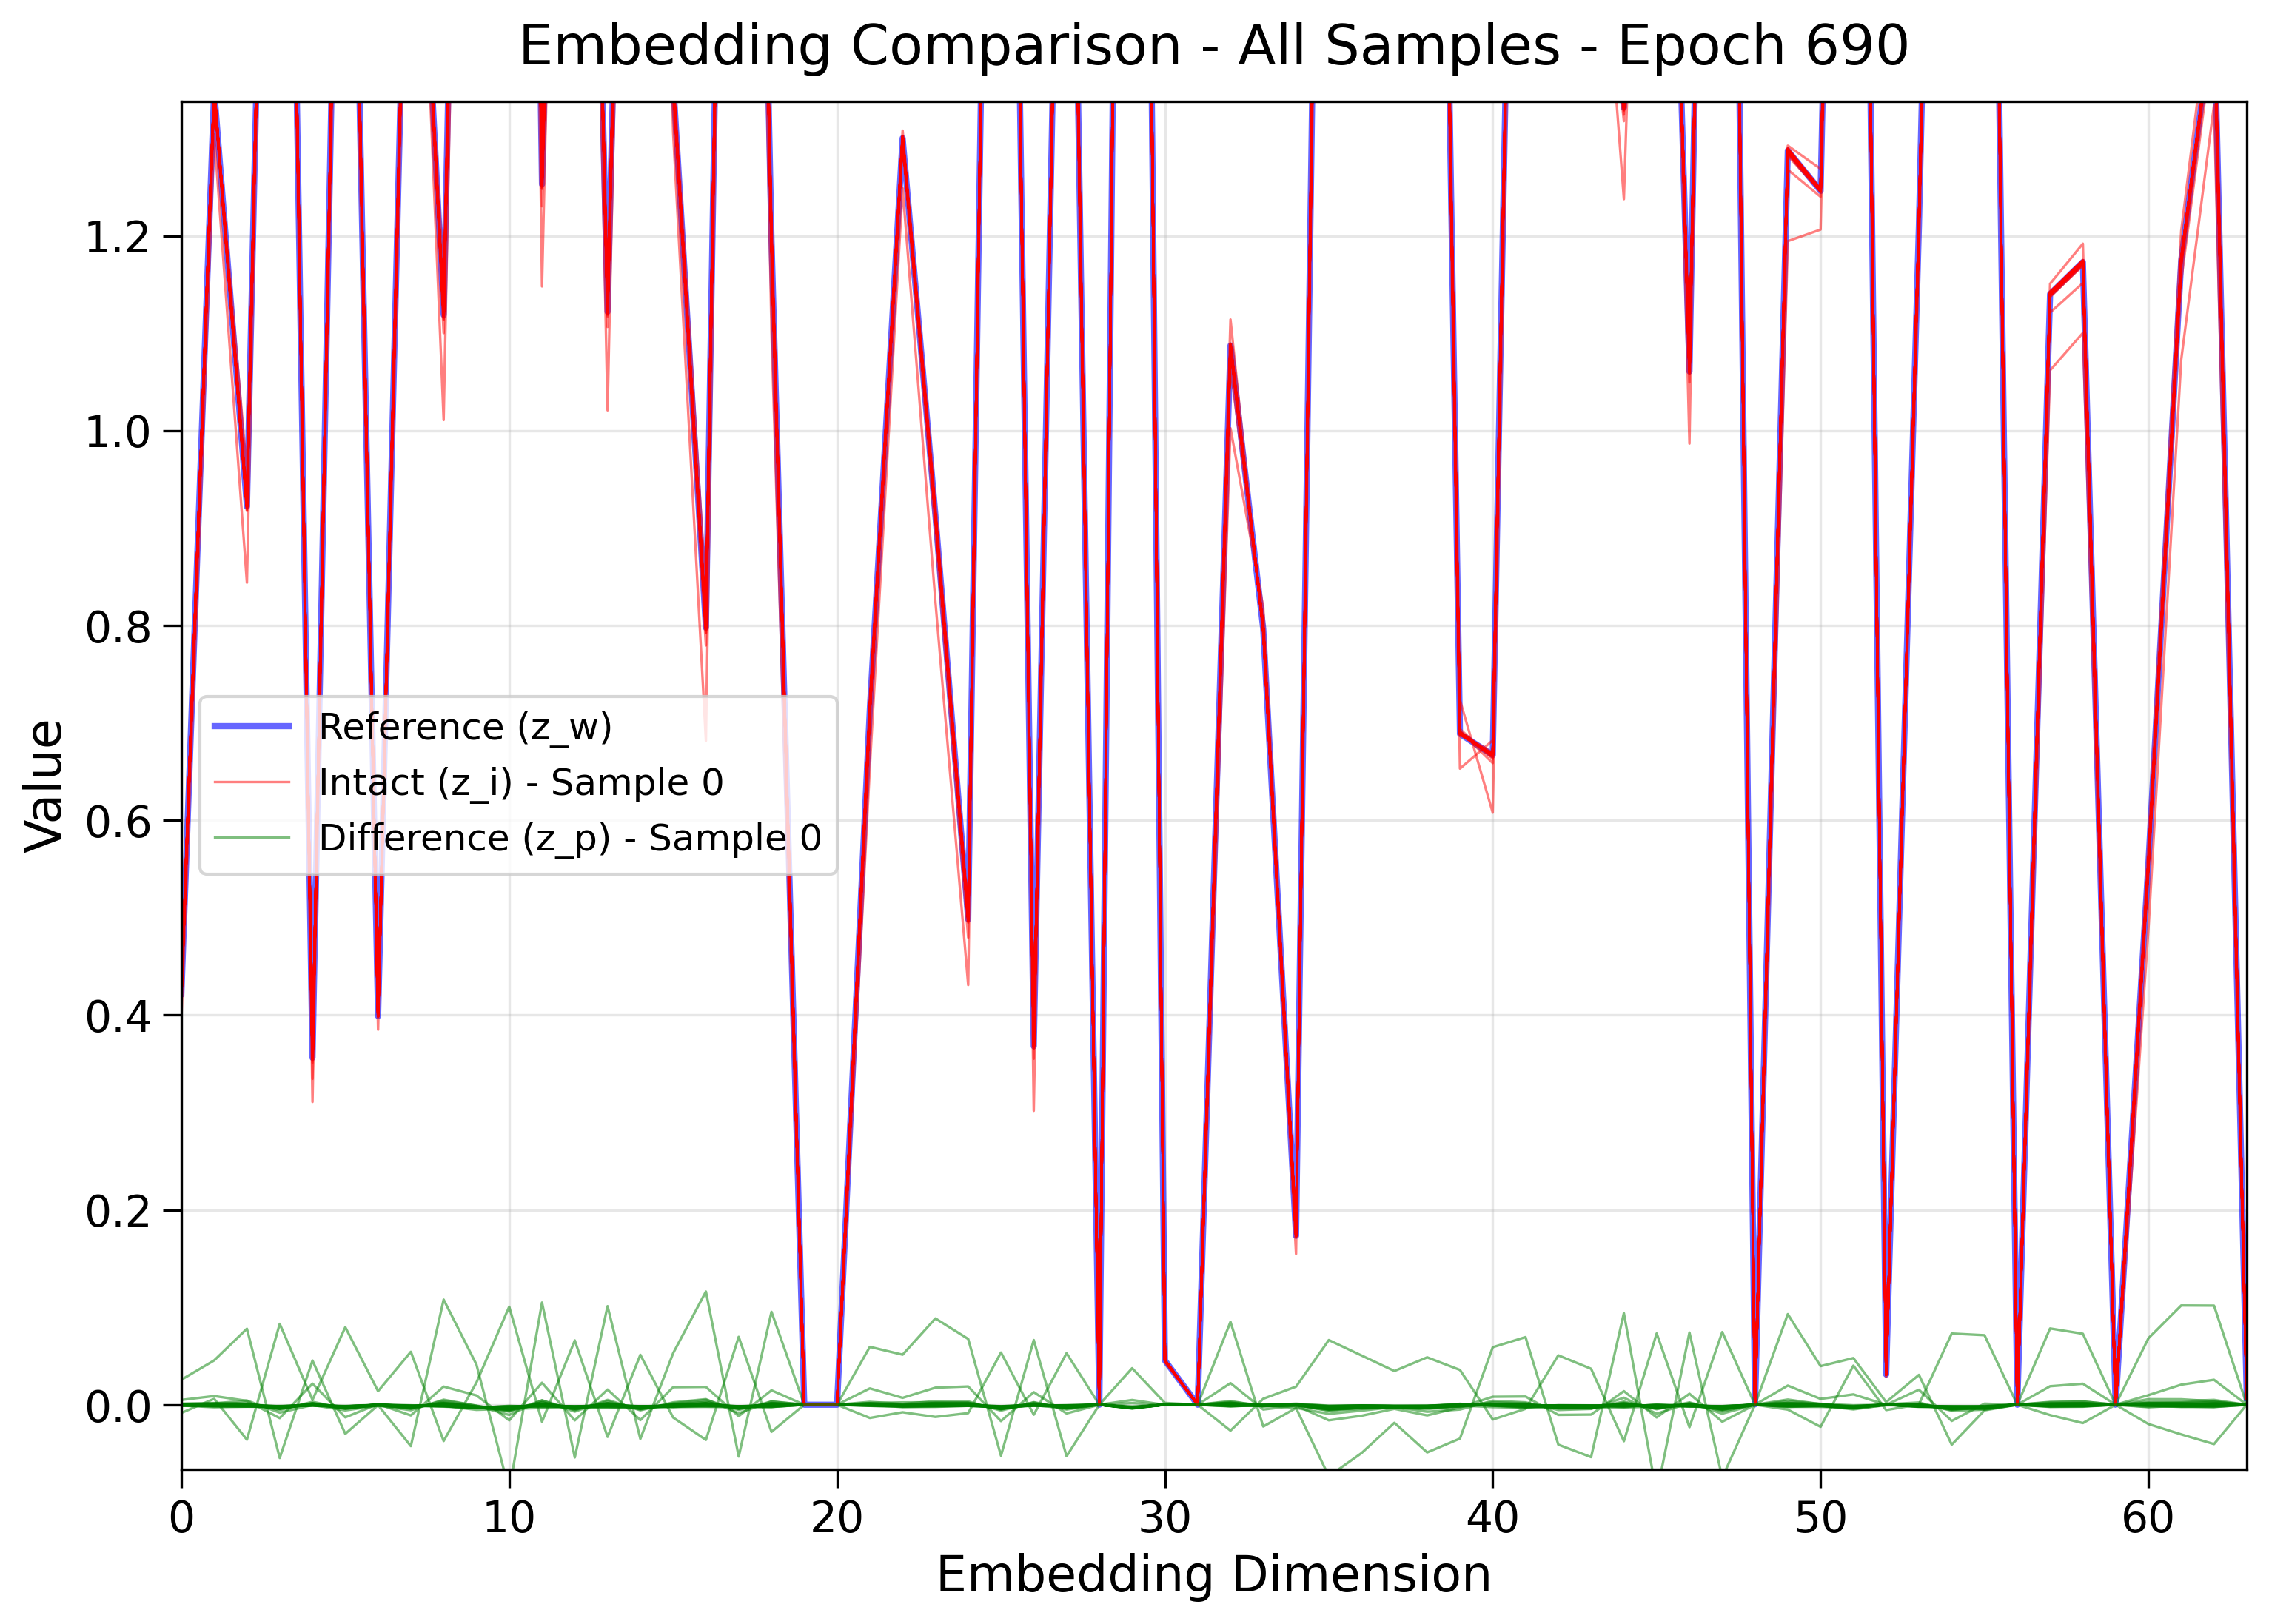 Embedding Comparison - All Samples - Epoch 690
1.2
1.0
0.8
0.6
0.4
0.2
0.0
Value
Reference (z_w)
Intact (z_i) - Sample 0
Difference (z_p) - Sample 0
0 10 20 30 40 50 60
Embedding Dimension